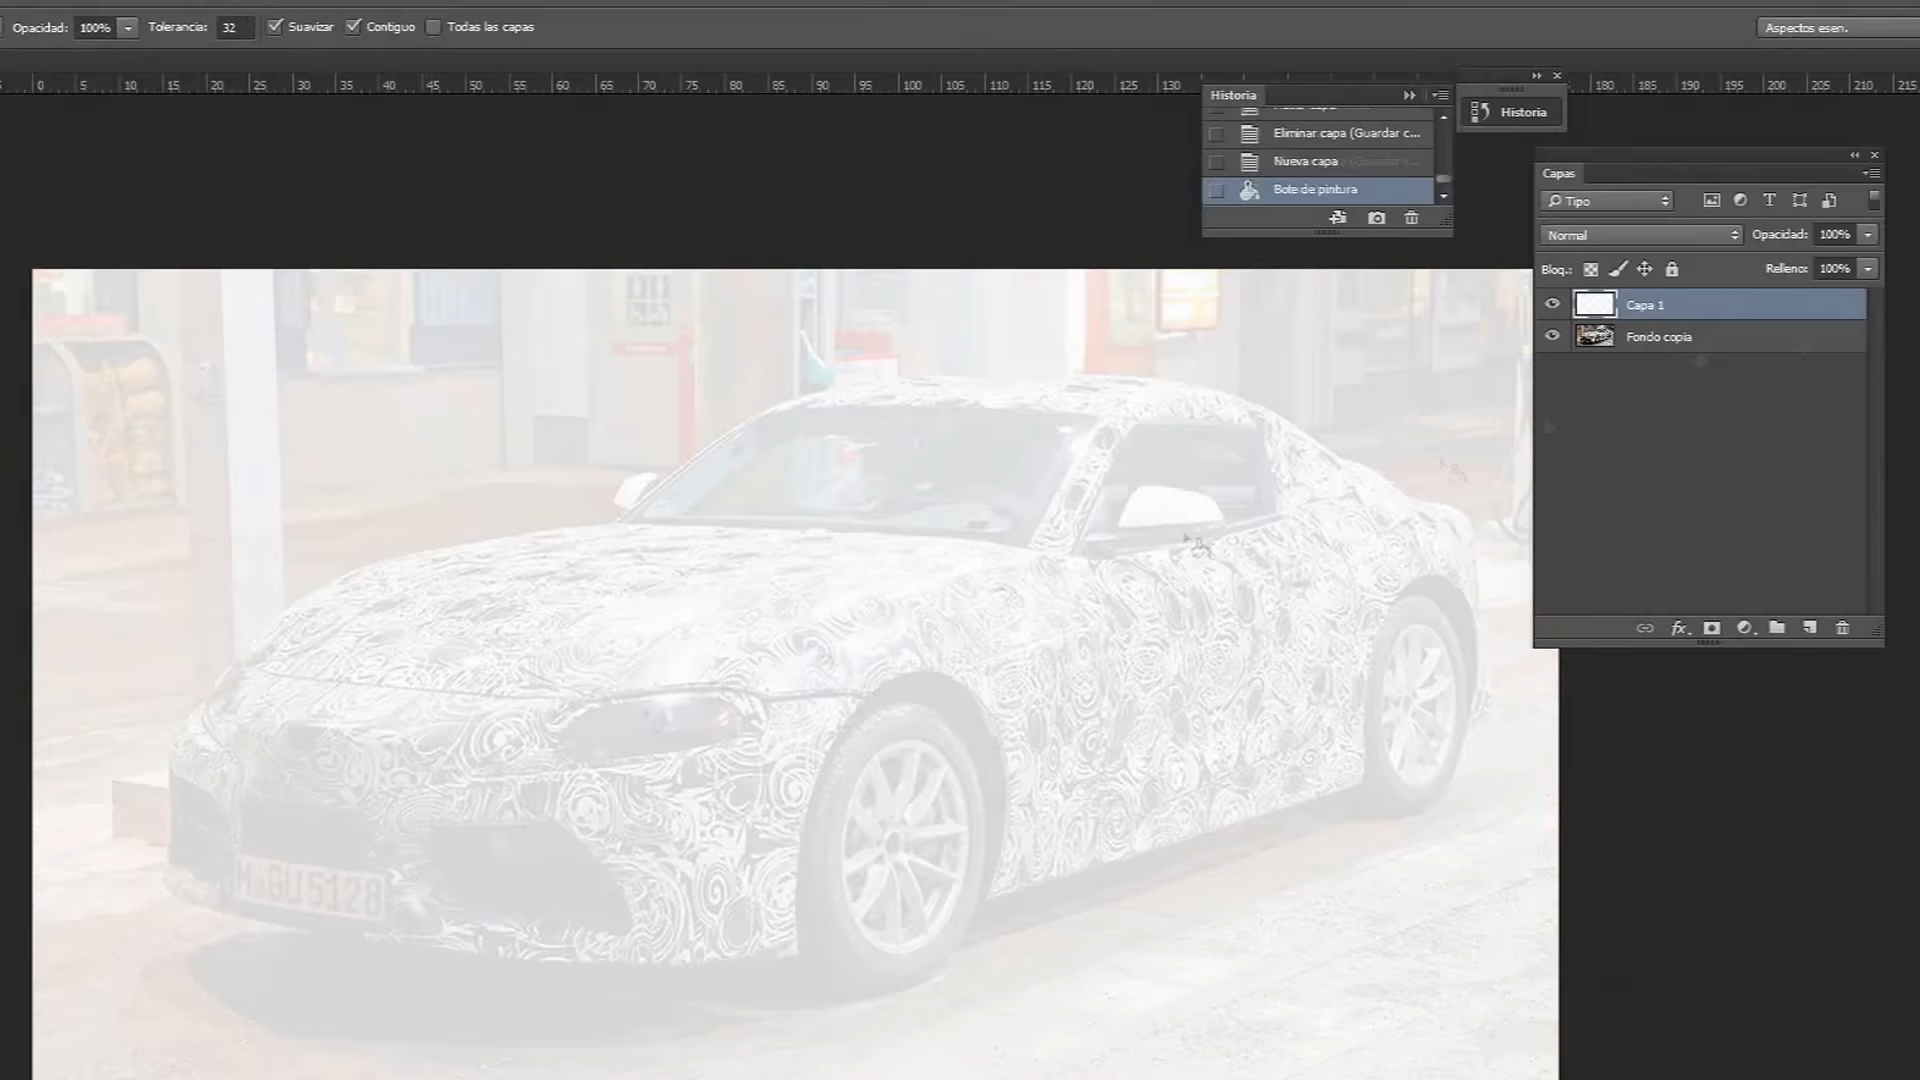 Opacidad: 100% Tolerancia: 32 Suavizar Contiguo Todas las capas
Aspectos esen.
0 5 10 15 20 25 30 35 40 45 50 55 60 65 70 75 80 85 90 95 100 105 110 115 120 125 130 180 185 190 195 200 205 210 215
Historia
Historia
Eliminar capa (Guardar c...
Nueva capa
Bote de pintura
Capas
Tipo
Normal Opacidad: 100%
Bloq.: Relleno: 100%
Capa 1
Fondo copia
M GU 5128